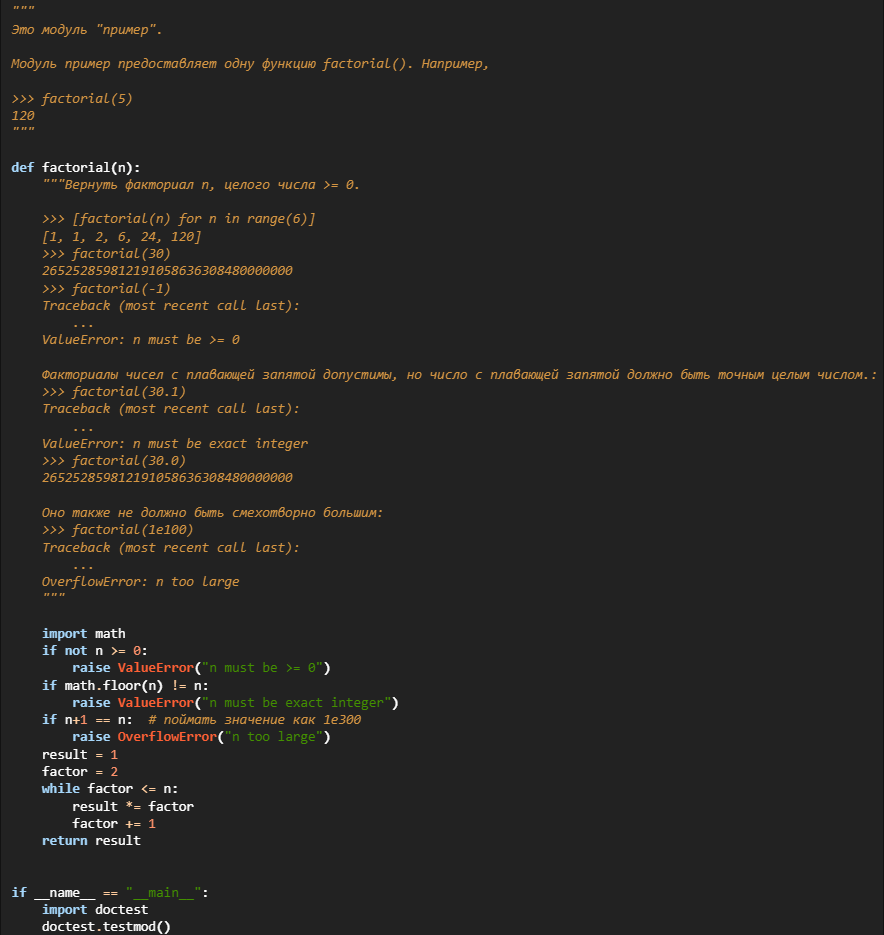 """
Это модуль "пример".

Модуль пример предоставляет одну функцию factorial(). Например,

>>> factorial(5)
120
"""

def factorial(n):
    """Вернуть факториал n, целого числа >= 0.

    >>> [factorial(n) for n in range(6)]
    [1, 1, 2, 6, 24, 120]
    >>> factorial(30)
    265252859812191058636308480000000
    >>> factorial(-1)
    Traceback (most recent call last):
        ...
    ValueError: n must be >= 0

    Факториалы чисел с плавающей запятой допустимы, но число с плавающей запятой должно быть точным целым числом.:
    >>> factorial(30.1)
    Traceback (most recent call last):
        ...
    ValueError: n must be exact integer
    >>> factorial(30.0)
    265252859812191058636308480000000

    Оно также не должно быть смехотворно большим:
    >>> factorial(1e100)
    Traceback (most recent call last):
        ...
    OverflowError: n too large
    """

    import math
    if not n >= 0:
        raise ValueError("n must be >= 0")
    if math.floor(n) != n:
        raise ValueError("n must be exact integer")
    if n+1 == n:  # поймать значение как 1e300
        raise OverflowError("n too large")
    result = 1
    factor = 2
    while factor <= n:
        result *= factor
        factor += 1
    return result


if __name__ == "__main__":
    import doctest
    doctest.testmod()